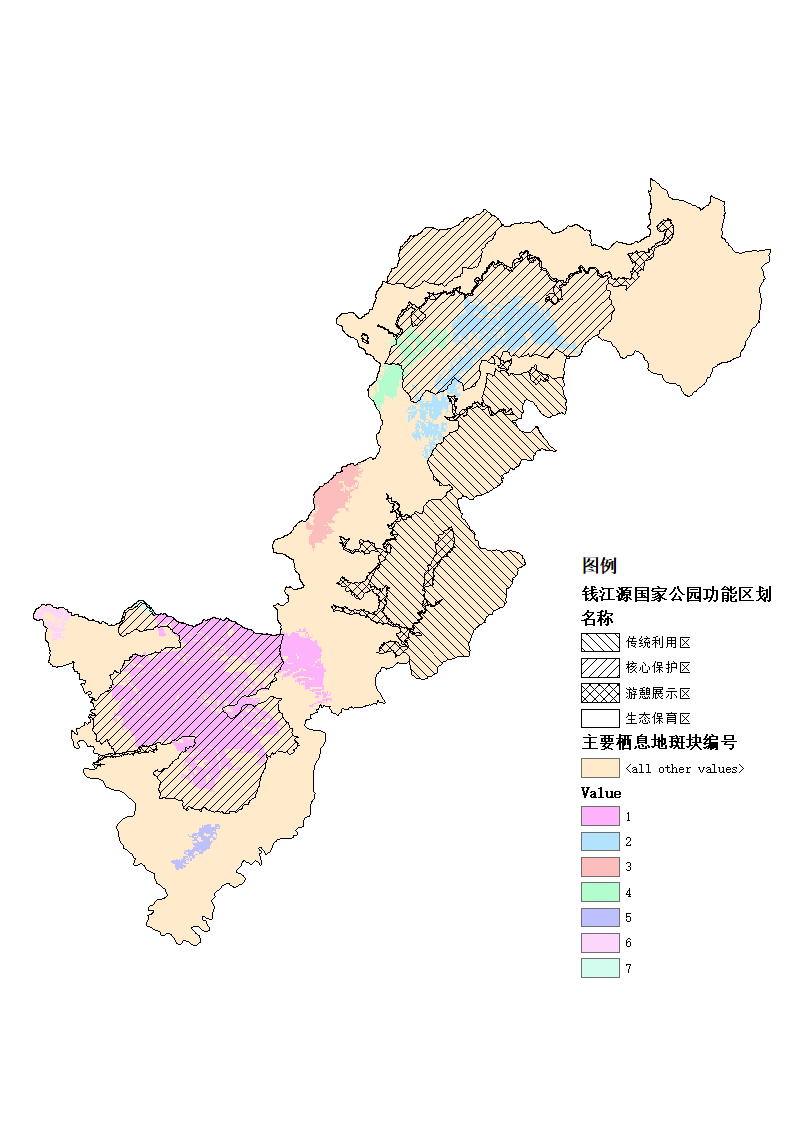 图例
钱江源国家公园功能区划
名称
传统利用区
核心保护区
游憩展示区
生态保育区
主要栖息地斑块编号
<all other values>
Value
1
2
3
4
5
6
7